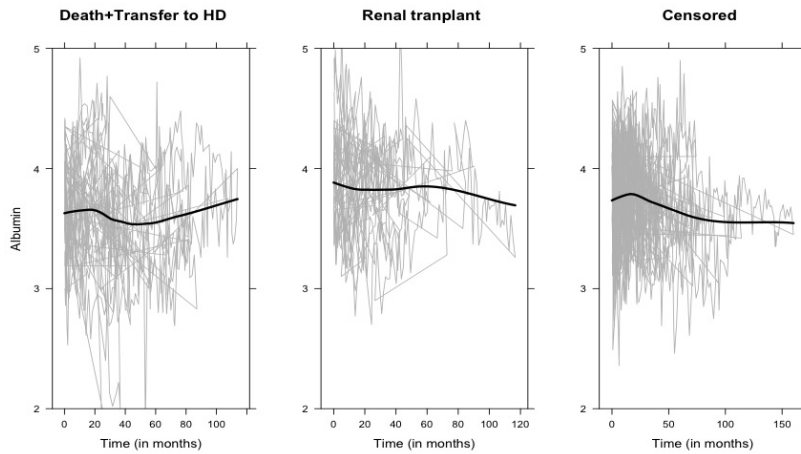 Death+Transfer to HD
Renal tranplant
Censored
Albumin
5
4
3
2
0 20 40 60 80 100
Time (in months)
5
4
3
2
0 20 40 60 80 100 120
Time (in months)
5
4
3
2
0 50 100 150
Time (in months)